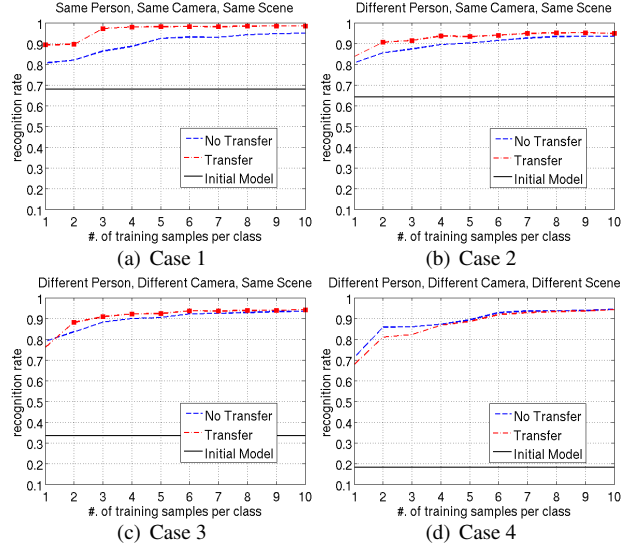 Same Person, Same Camera, Same Scene
1
0.9
0.8
0.7
0.6
0.5
0.4
0.3
0.2
0.1
recognition rate
No Transfer
Transfer
Initial Model
1 2 3 4 5 6 7 8 9 10
#. of training samples per class
(a) Case 1
Different Person, Same Camera, Same Scene
1
0.9
0.8
0.7
0.6
0.5
0.4
0.3
0.2
0.1
recognition rate
No Transfer
Transfer
Initial Model
1 2 3 4 5 6 7 8 9 10
#. of training samples per class
(b) Case 2
Different Person, Different Camera, Same Scene
1
0.9
0.8
0.7
0.6
0.5
0.4
0.3
0.2
0.1
recognition rate
No Transfer
Transfer
Initial Model
1 2 3 4 5 6 7 8 9 10
#. of training samples per class
(c) Case 3
Different Person, Different Camera, Different Scene
1
0.9
0.8
0.7
0.6
0.5
0.4
0.3
0.2
0.1
recognition rate
No Transfer
Transfer
Initial Model
1 2 3 4 5 6 7 8 9 10
#. of training samples per class
(d) Case 4